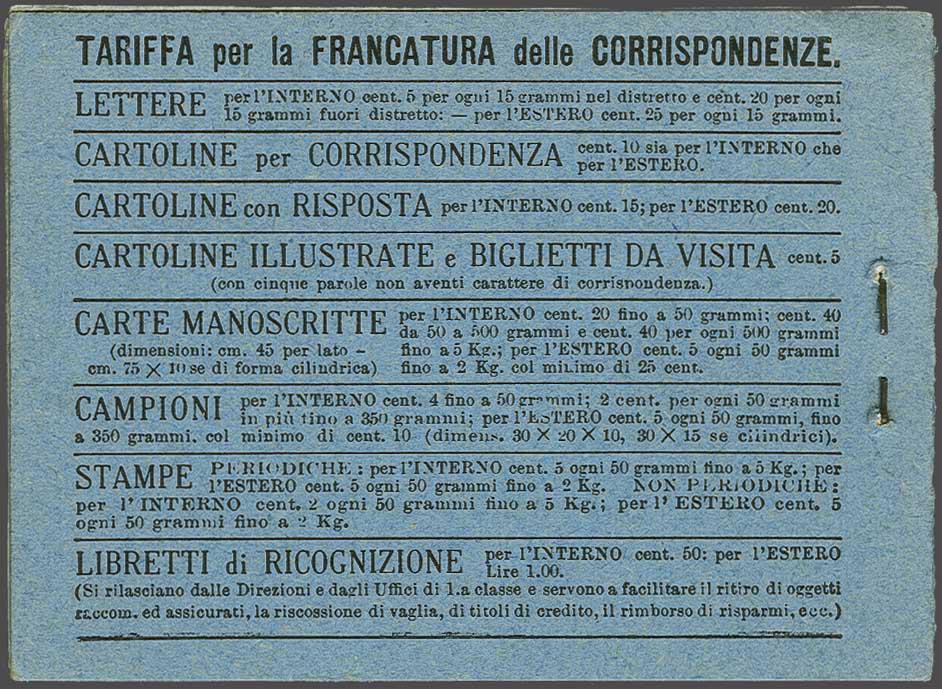 TARIFFA per la FRANCATURA delle CORRISPONDENZE.
LETTERE per l'INTERNO cent. 5 per ogni 15 grammi nel distretto e cent. 20 per ogni
15 grammi fuori distretto: — per l'ESTERO cent. 25 per ogni 15 grammi.
CARTOLINE per CORRISPONDENZA cent. 10 sia per l'INTERNO che
per l'ESTERO.
CARTOLINE con RISPOSTA per l'INTERNO cent. 15; per l'ESTERO cent. 20.
CARTOLINE ILLUSTRATE e BIGLIETTI DA VISITA cent. 5
(con cinque parole non aventi carattere di corrispondenza.)
CARTE MANOSCRITTE per l'INTERNO cent. 20 fino a 50 grammi; cent. 40
da 50 a 500 grammi e cent. 40 per ogni 500 grammi
(dimensioni: cm. 45 per lato - fino a 5 Kg.; per l'ESTERO cent. 5 ogni 50 grammi
cm. 75 × 10 se di forma cilindrica) fino a 2 Kg. col minimo di 25 cent.
CAMPIONI per l'INTERNO cent. 4 fino a 50 grammi; 2 cent. per ogni 50 grammi
in più fino a 350 grammi; per l'ESTERO cent. 5 ogni 50 grammi, fino
a 350 grammi. col minimo di cent. 10 (dimens. 30 × 20 × 10, 30 × 15 se cilindrici).
STAMPE PERIODICHE: per l'INTERNO cent. 5 ogni 50 grammi fino a 5 Kg.; per
l'ESTERO cent. 5 ogni 50 grammi fino a 2 Kg. NON PERIODICHE:
per l'INTERNO cent. 2 ogni 50 grammi fino a 5 Kg.; per l'ESTERO cent. 5
ogni 50 grammi fino a 2 Kg.
LIBRETTI di RICOGNIZIONE per l'INTERNO cent. 50: per l'ESTERO
Lire 1.00.
(Si rilasciano dalle Direzioni e dagli Uffici di 1.a classe e servono a facilitare il ritiro di oggetti
raccom. ed assicurati, la riscossione di vaglia, di titoli di credito, il rimborso di risparmi, ecc.)